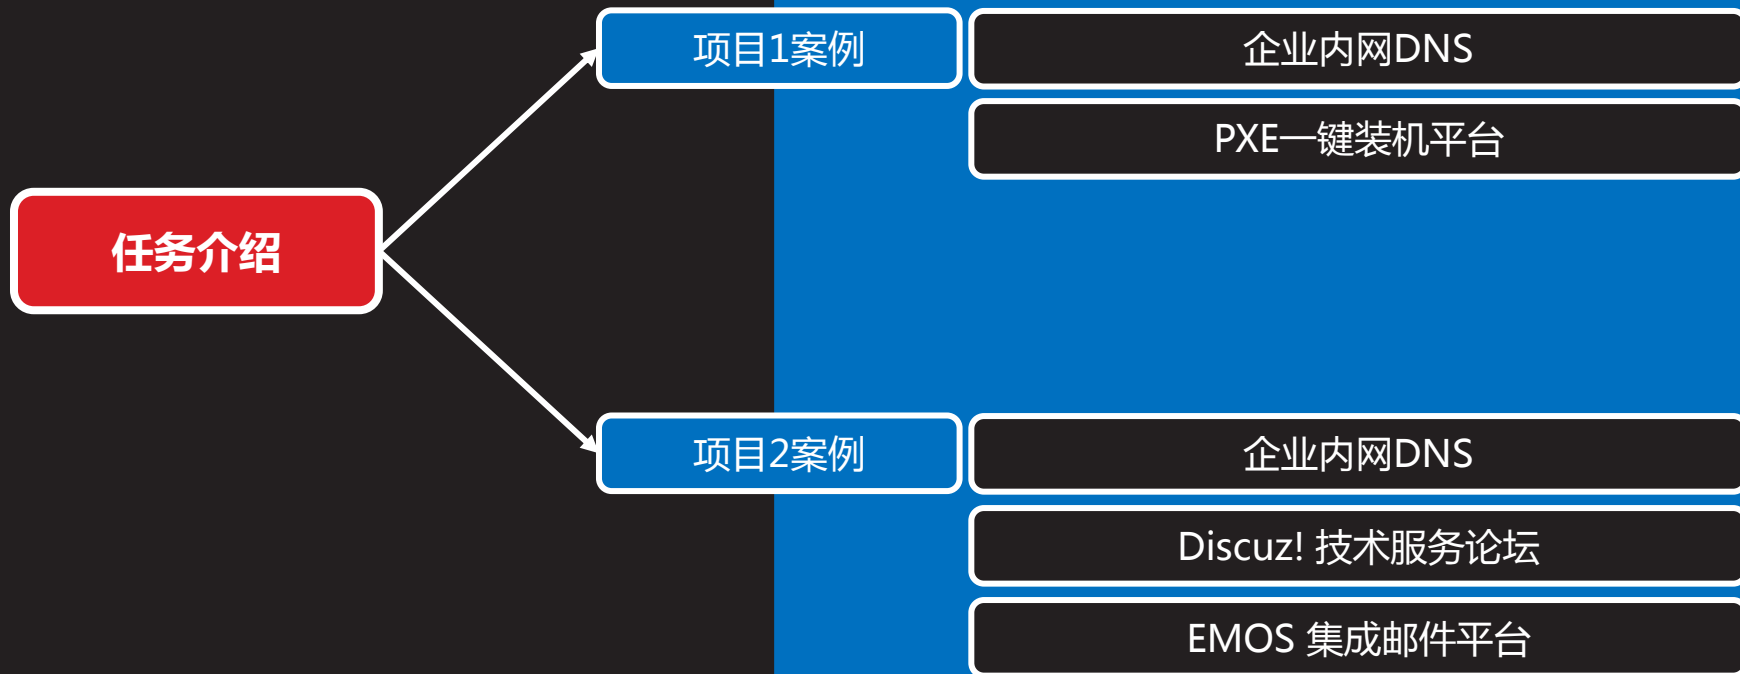 任务介绍
项目1案例
企业内网DNS
PXE一键装机平台
项目2案例
企业内网DNS
Discuz! 技术服务论坛
EMOS 集成邮件平台